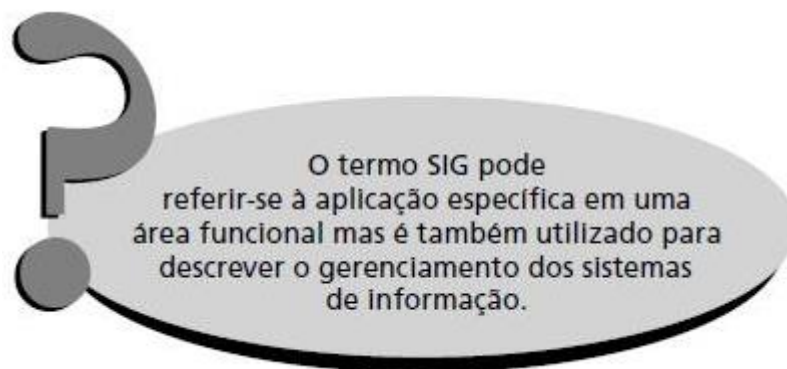 O termo SIG pode
referir-se à aplicação específica em uma
área funcional mas é também utilizado para
descrever o gerenciamento dos sistemas
de informação.